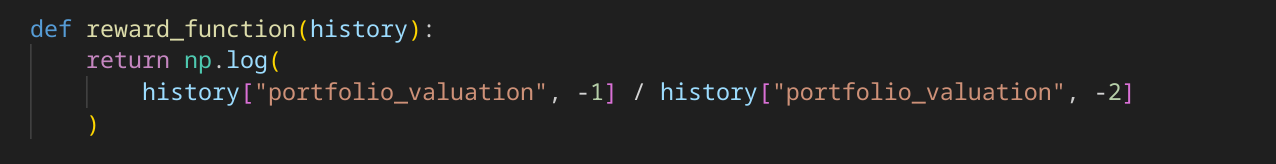 def reward_function(history):
    return np.log(
        history["portfolio_valuation", -1] / history["portfolio_valuation", -2]
    )